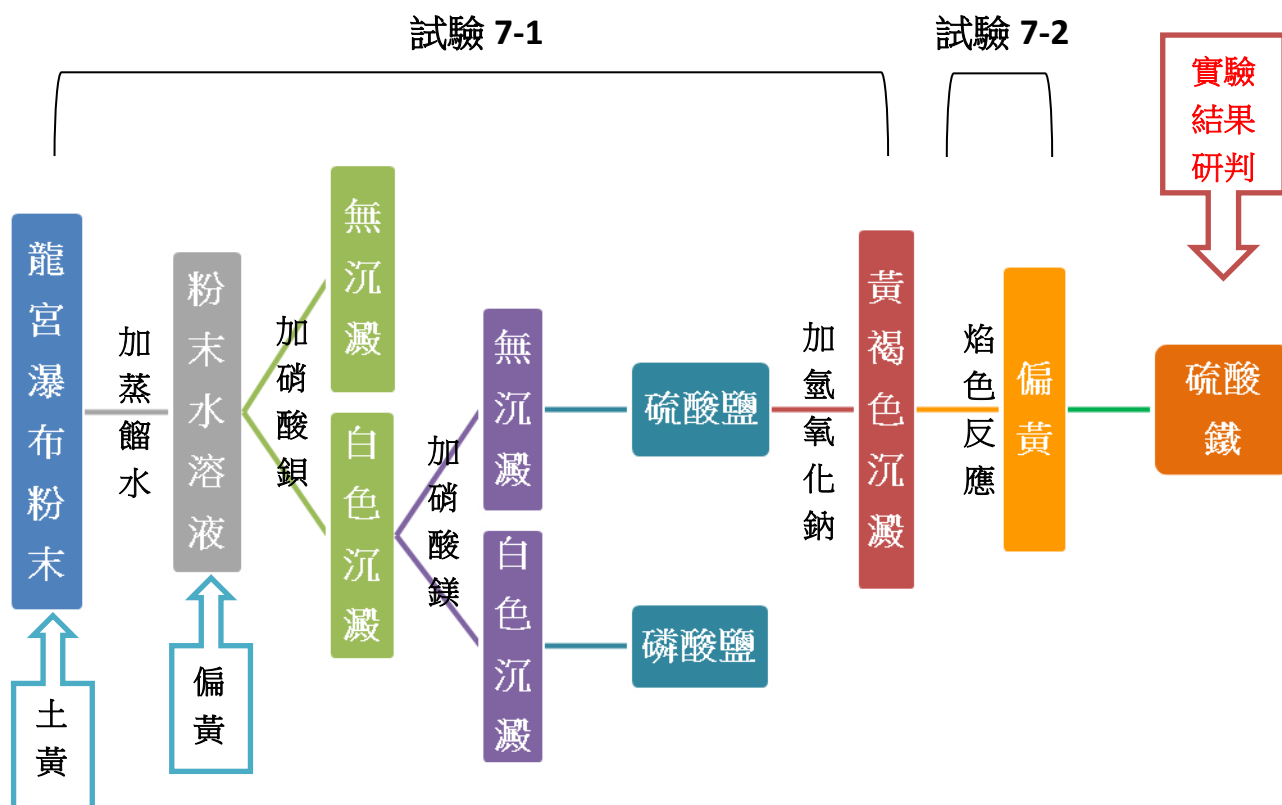 試驗 7-1
試驗 7-2
實驗
結果
研判
龍宮瀑布粉末
土黃
加蒸餾水
粉末水溶液
偏黃
加硝酸鋇
無沉澱
白色沉澱
加硝酸鎂
無沉澱
白色沉澱
硫酸鹽
磷酸鹽
加氫氧化鈉
黃褐色沉澱
焰色反應
偏黃
硫酸
鐵